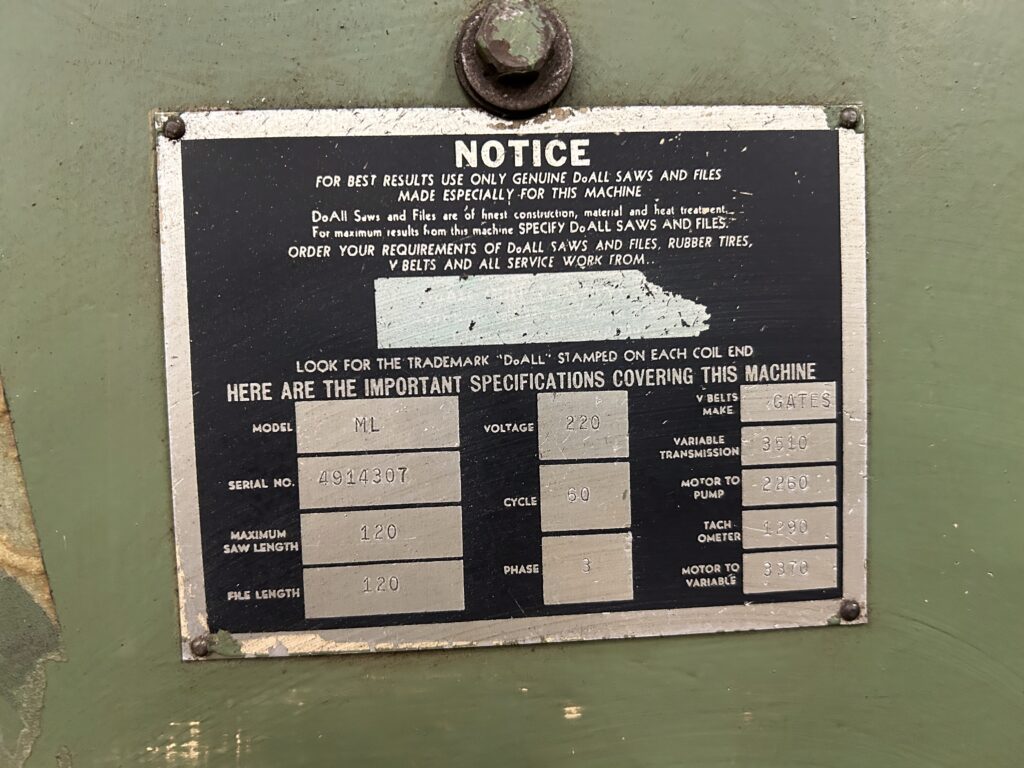 NOTICE
FOR BEST RESULTS USE ONLY GENUINE DoALL SAWS AND FILES
MADE ESPECIALLY FOR THIS MACHINE
DoAll Saws and Files are of finest construction, material and heat treatment.
For maximum results from this machine SPECIFY DoALL SAWS AND FILES.
ORDER YOUR REQUIREMENTS OF DoALL SAWS AND FILES, RUBBER TIRES,
V BELTS AND ALL SERVICE WORK FROM..
LOOK FOR THE TRADEMARK "DoALL" STAMPED ON EACH COIL END
HERE ARE THE IMPORTANT SPECIFICATIONS COVERING THIS MACHINE
MODEL ML
SERIAL NO. 4914307
MAXIMUM
SAW LENGTH 120
FILE LENGTH 120
VOLTAGE 220
CYCLE 60
PHASE 3
V BELTS
MAKE GATES
VARIABLE
TRANSMISSION 3610
MOTOR TO
PUMP 2260
TACH-
OMETER 1290
MOTOR TO
VARIABLE 3370